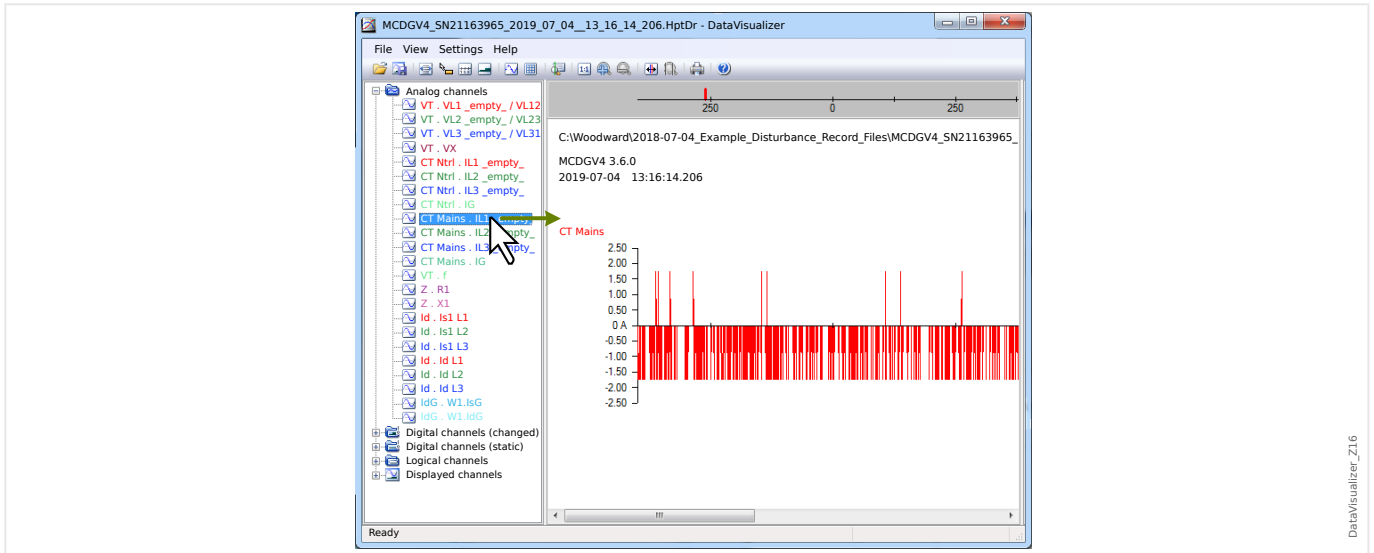 MCDGV4_SN21163965_2019_07_04__13_16_14_206.HptDr - DataVisualizer
File View Settings Help
Analog channels
VT . VL1 _empty_ / VL12
VT . VL2 _empty_ / VL23
VT . VL3 _empty_ / VL31
VT . VX
CT Ntrl . IL1 _empty_
CT Ntrl . IL2 _empty_
CT Ntrl . IL3 _empty_
CT Ntrl . IG
CT Mains . IL1 _empty_
CT Mains . IL2 _empty_
CT Mains . IL3 _empty_
CT Mains . IG
VT . f
Z . R1
Z . X1
Id . Is1 L1
Id . Is1 L2
Id . Is1 L3
Id . Id L1
Id . Id L2
Id . Id L3
IdG . W1.IsG
IdG . W1.IdG
Digital channels (changed)
Digital channels (static)
Logical channels
Displayed channels
250 0 250
C:\Woodward\2018-07-04_Example_Disturbance_Record_Files\MCDGV4_SN21163965_
MCDGV4 3.6.0
2019-07-04 13:16:14.206
CT Mains
2.50
2.00
1.50
1.00
0.50
0 A
-0.50
-1.00
-1.50
-2.00
-2.50
Ready
DataVisualizer_Z16